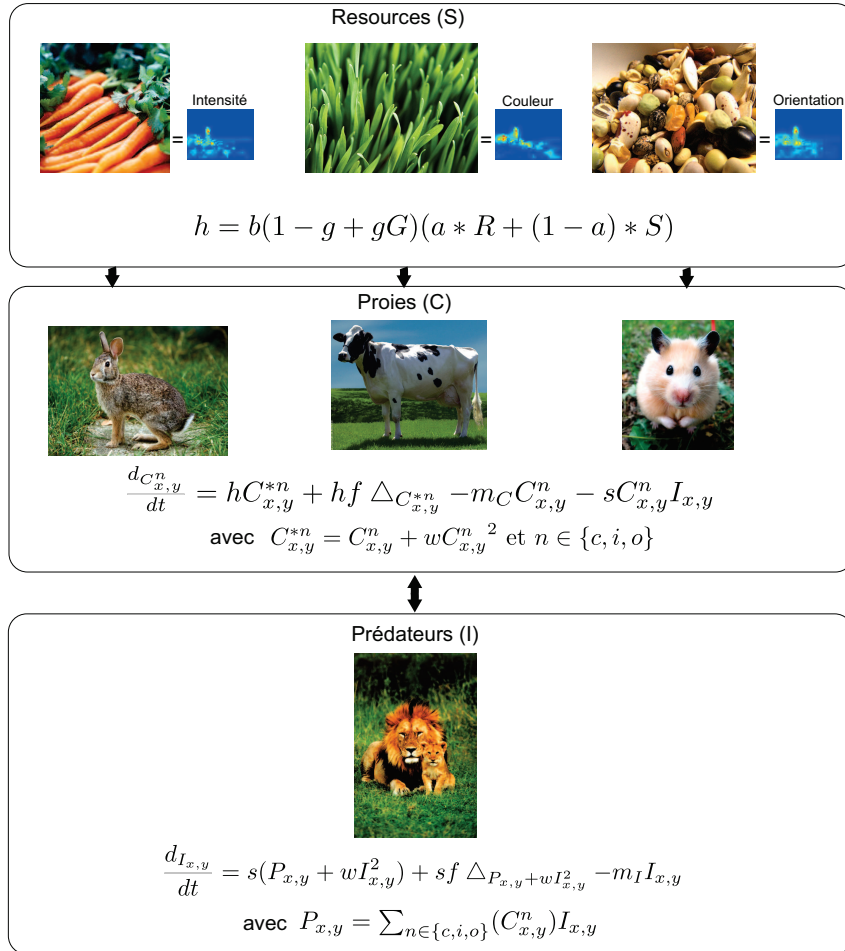 Resources (S)
Intensité
Couleur
Orientation
= = =
h = b(1 − g + gG)(a ∗ R + (1 − a) ∗ S)
Proies (C)
\frac{d_{C^n_{x,y}}}{dt} = hC^{*n}_{x,y} + hf △_{C^{*n}_{x,y}} −m_C C^n_{x,y} − sC^n_{x,y}I_{x,y}
avec C^{*n}_{x,y} = C^n_{x,y} + wC^n_{x,y}{}^2 et n ∈ {c, i, o}
Prédateurs (I)
\frac{d_{I_{x,y}}}{dt} = s(P_{x,y} + wI^2_{x,y}) + sf △_{P_{x,y}+wI^2_{x,y}} −m_I I_{x,y}
avec P_{x,y} = ∑_{n∈{c,i,o}}(C^n_{x,y})I_{x,y}